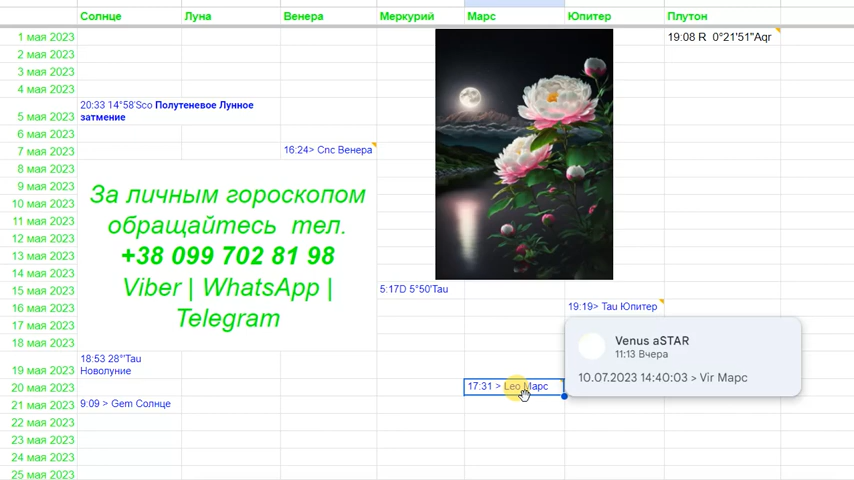 Солнце Луна Венера Меркурий Марс Юпитер Плутон
1 мая 2023 19:08 R 0°21'51"Aqr
2 мая 2023
3 мая 2023
4 мая 2023
20:33 14°58'Sco Полутеневое Лунное
5 мая 2023 затмение
6 мая 2023
7 мая 2023 16:24> Cnc Венера
8 мая 2023
9 мая 2023
10 мая 2023
11 мая 2023
12 мая 2023
13 мая 2023
14 мая 2023
За личным гороскопом
обращайтесь тел.
+38 099 702 81 98
Viber | WhatsApp |
Telegram
15 мая 2023 5:17D 5°50'Tau
16 мая 2023 19:19> Tau Юпитер
17 мая 2023
18 мая 2023
Venus aSTAR
11:13 Вчера
10.07.2023 14:40:03 > Vir Марс
18:53 28°'Tau
19 мая 2023 Новолуние
20 мая 2023 17:31 > Leo Марс
21 мая 2023 9:09 > Gem Солнце
22 мая 2023
23 мая 2023
24 мая 2023
25 мая 2023